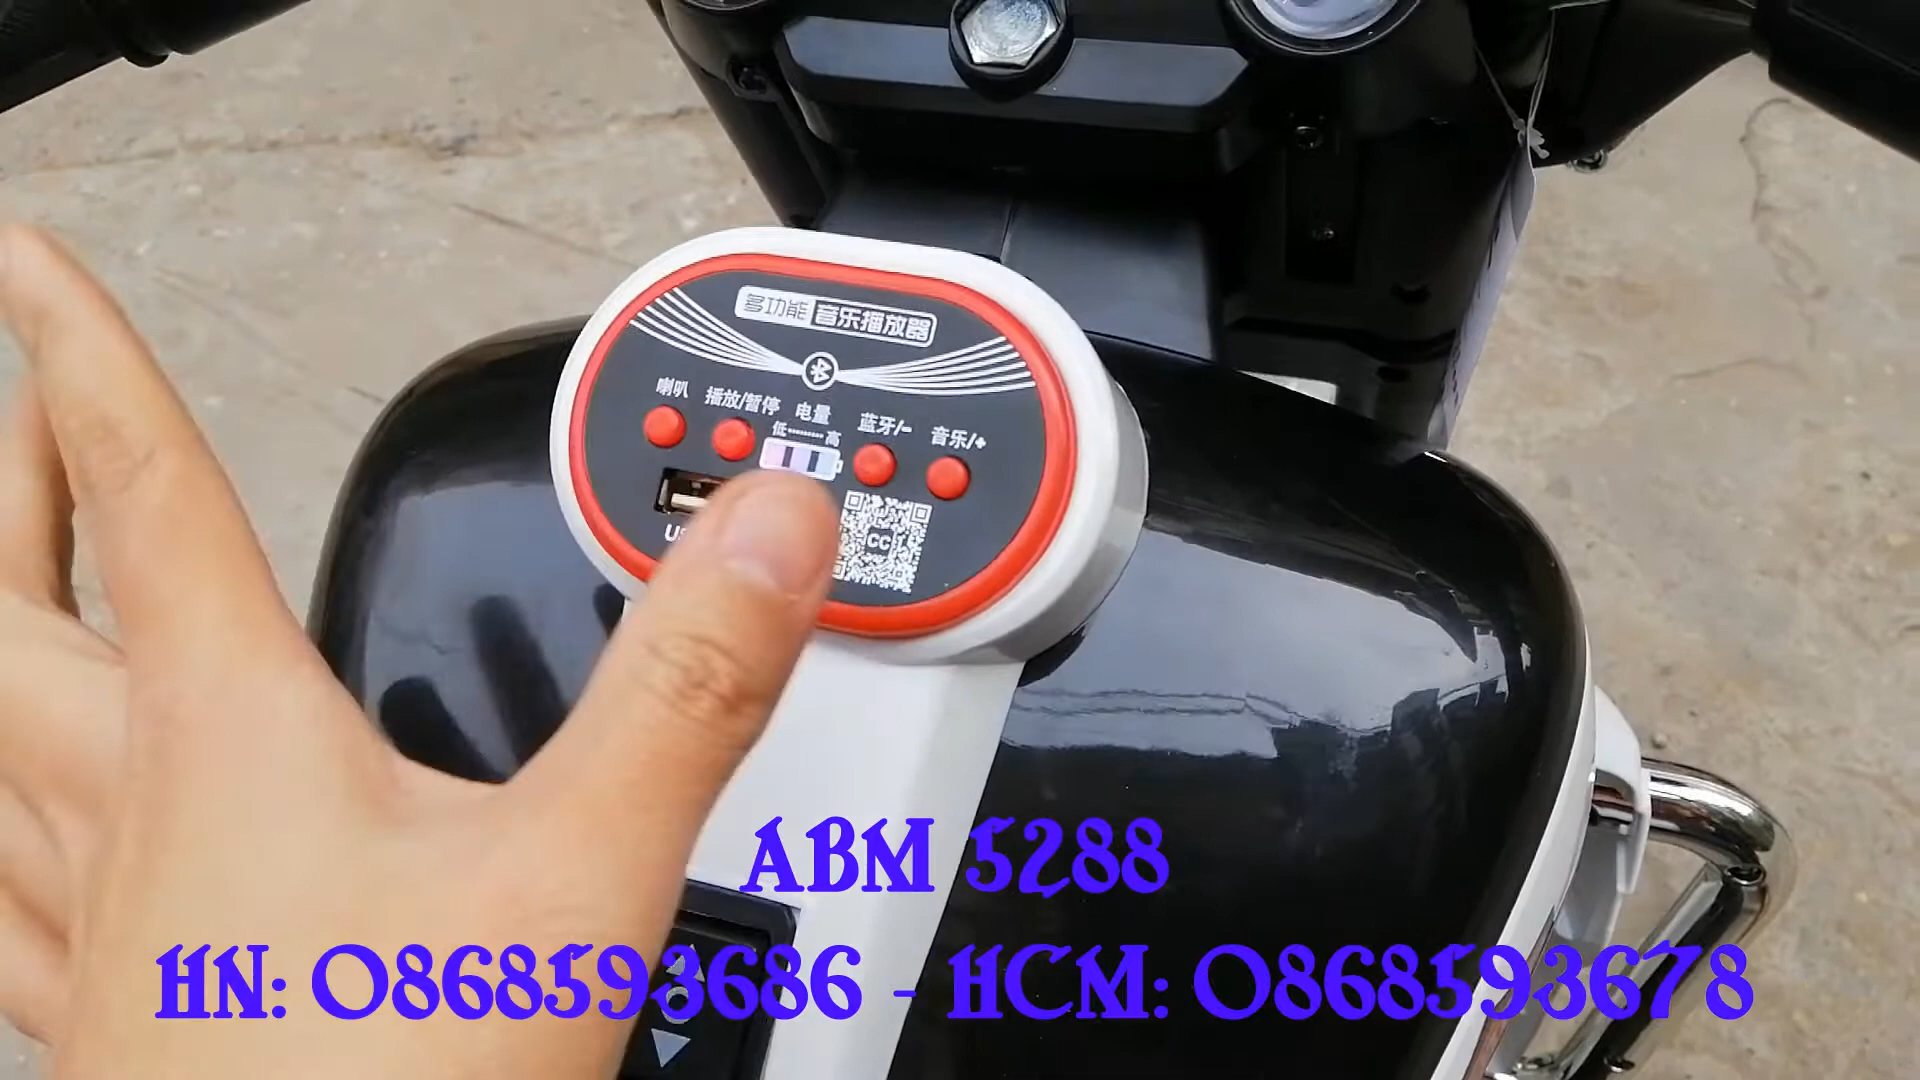 多功能 音乐播放器
喇叭 播放/暂停 电量 蓝牙/- 音乐/+
低 高
CC
ABM 5288
HN: 0868593686 - HCM: 0868593678